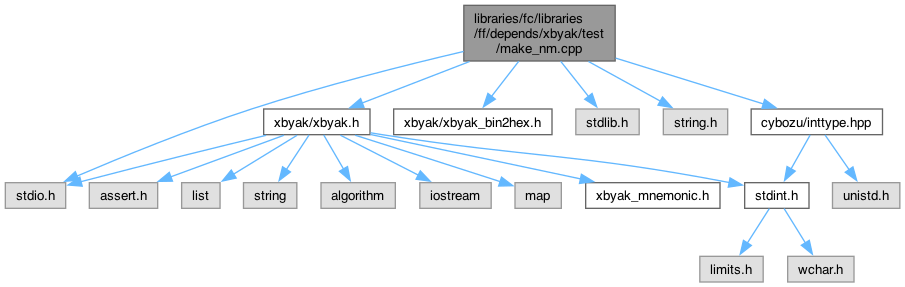 libraries/fc/libraries
/ff/depends/xbyak/test
/make_nm.cpp
xbyak/xbyak.h
xbyak/xbyak_bin2hex.h
stdlib.h
string.h
cybozu/inttype.hpp
stdio.h
assert.h
list
string
algorithm
iostream
map
xbyak_mnemonic.h
stdint.h
unistd.h
limits.h
wchar.h